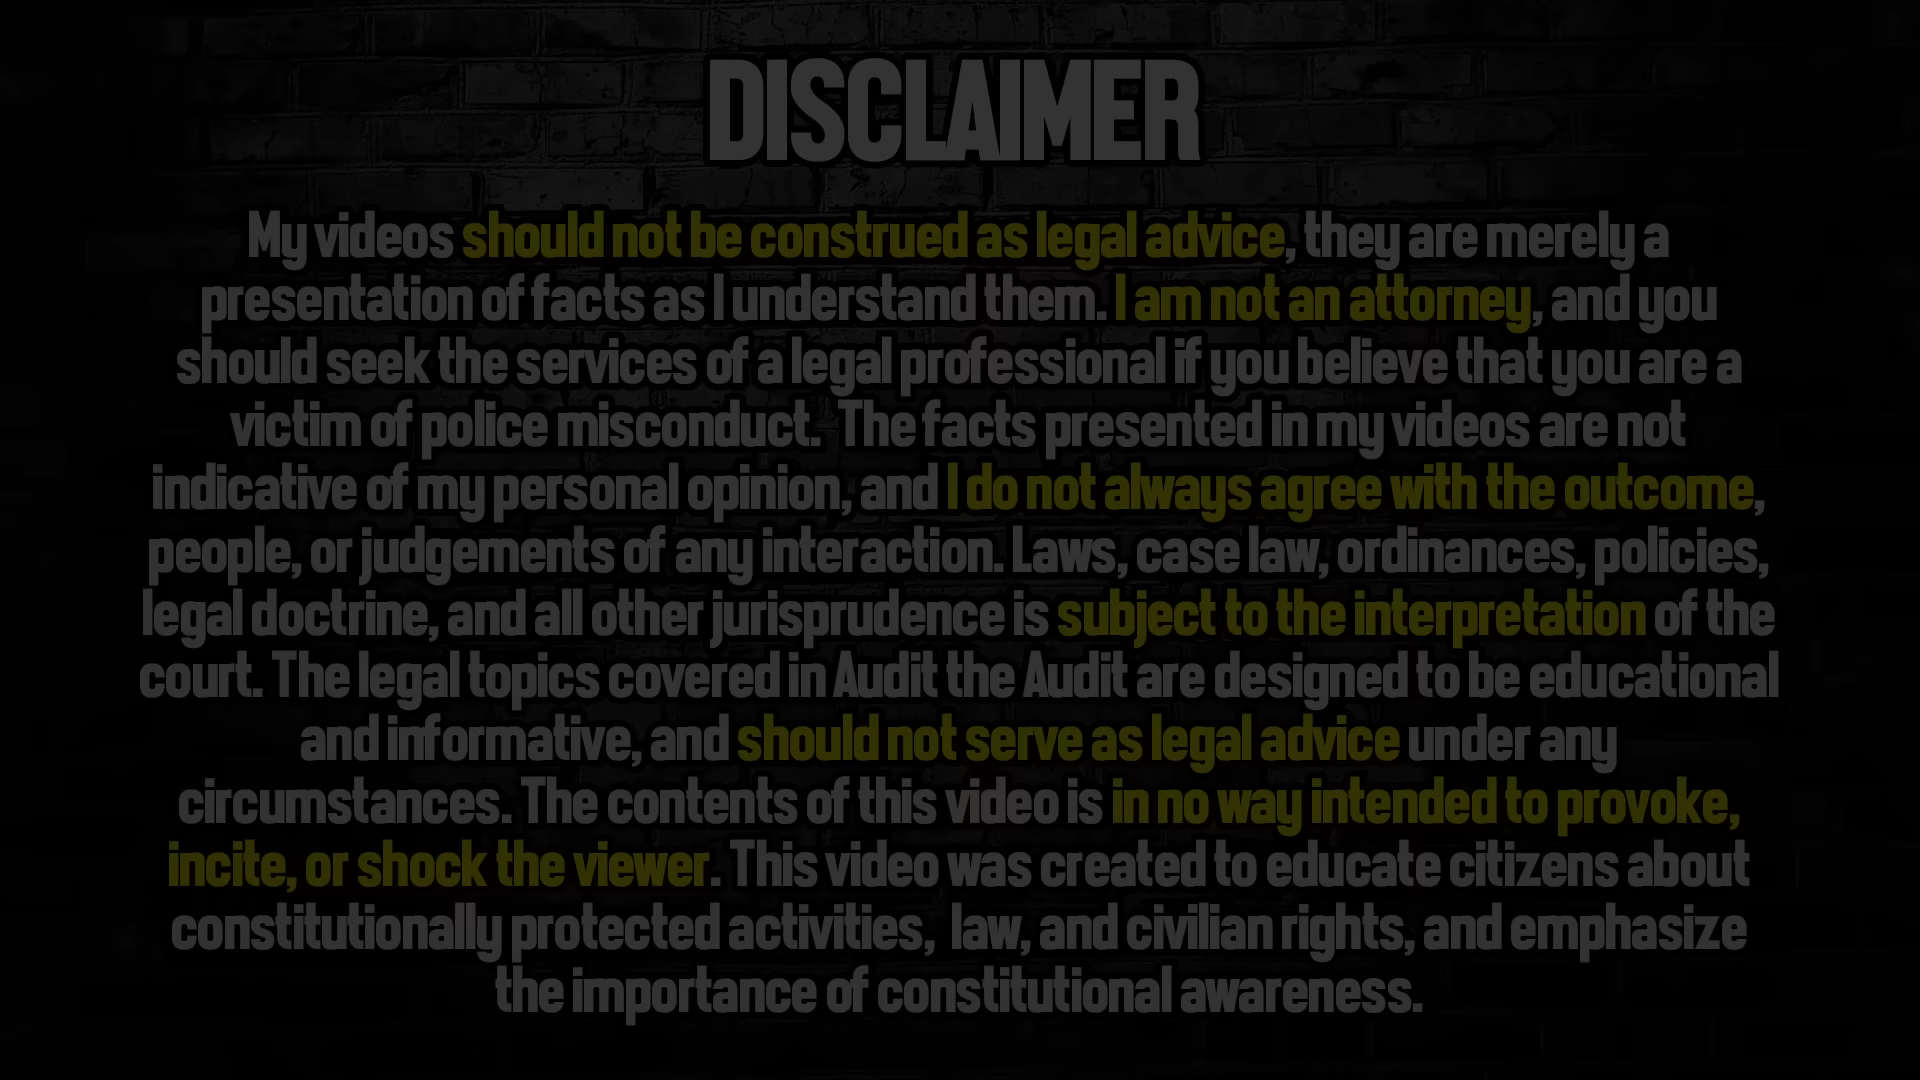 DISCLAIMER
My videos should not be construed as legal advice, they are merely a
presentation of facts as I understand them. I am not an attorney, and you
should seek the services of a legal professional if you believe that you are a
victim of police misconduct.  The facts presented in my videos are not
indicative of my personal opinion, and I do not always agree with the outcome,
people, or judgements of any interaction. Laws, case law, ordinances, policies,
legal doctrine, and all other jurisprudence is subject to the interpretation of the
court. The legal topics covered in Audit the Audit are designed to be educational
and informative, and should not serve as legal advice under any
circumstances. The contents of this video is in no way intended to provoke,
incite, or shock the viewer. This video was created to educate citizens about
constitutionally protected activities,  law, and civilian rights, and emphasize
the importance of constitutional awareness.